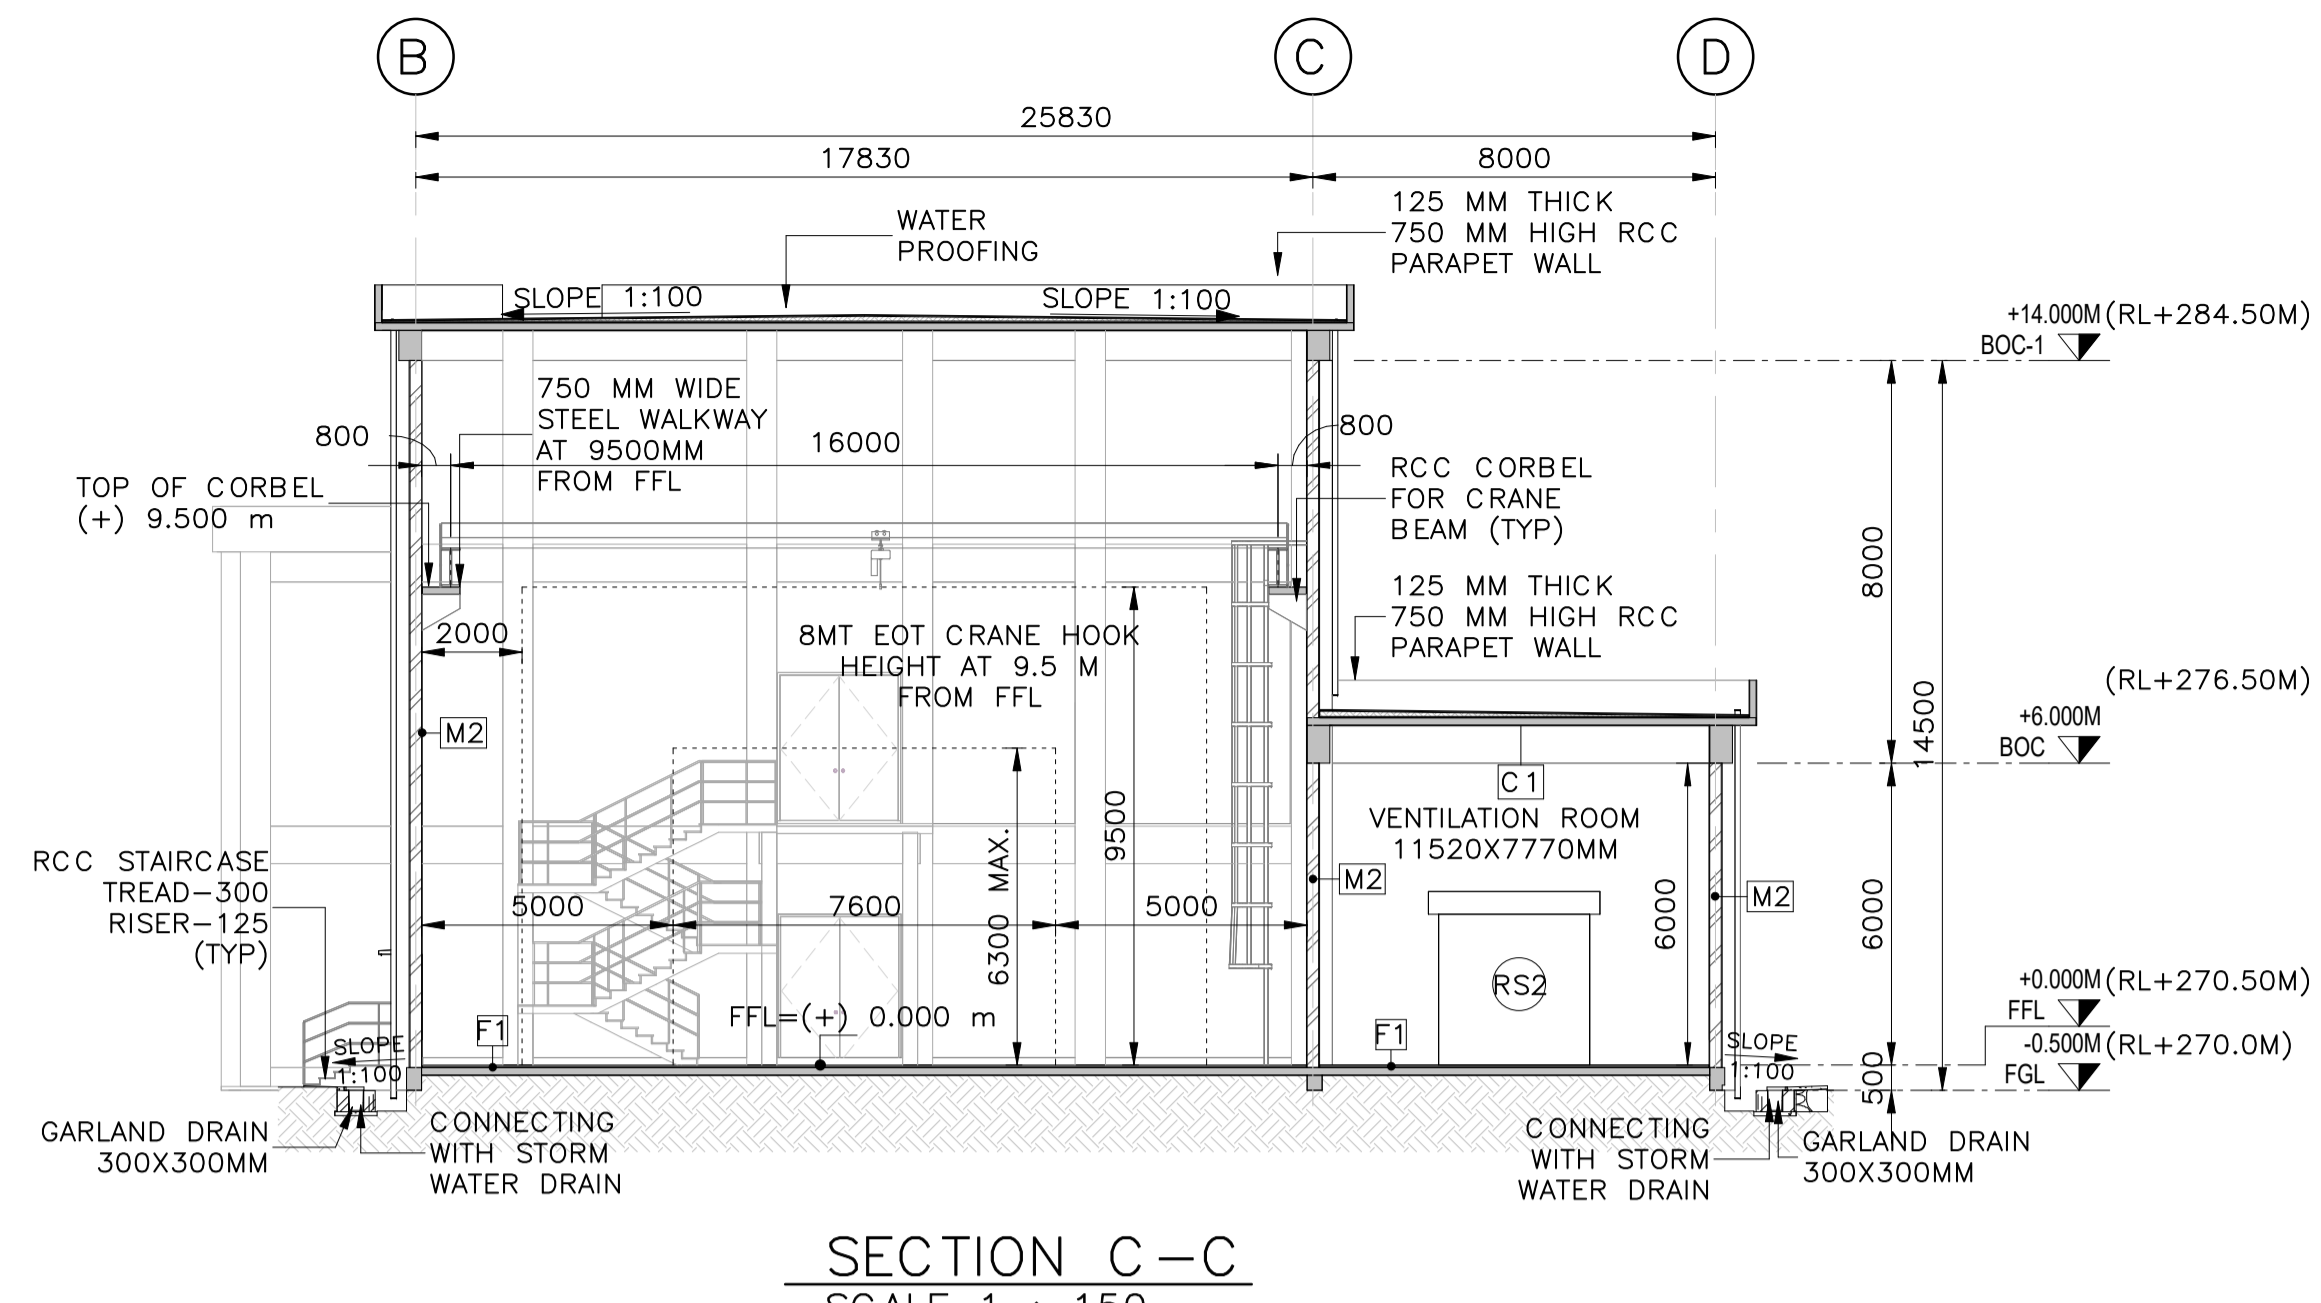 B
C
D
25830
17830
8000
WATER
PROOFING
125 MM THICK
750 MM HIGH RCC
PARAPET WALL
SLOPE 1:100
SLOPE 1:100
+14.000M (RL+284.50M)
BOC-1
750 MM WIDE
STEEL WALKWAY
AT 9500MM
FROM FFL
800
16000
800
TOP OF CORBEL
(+) 9.500 m
RCC CORBEL
FOR CRANE
BEAM (TYP)
8000
125 MM THICK
750 MM HIGH RCC
PARAPET WALL
2000
8MT EOT CRANE HOOK
HEIGHT AT 9.5 M
FROM FFL
(RL+276.50M)
+6.000M
BOC
14500
M2
C1
VENTILATION ROOM
11520X7770MM
9500
RCC STAIRCASE
TREAD-300
RISER-125
(TYP)
5000
7600
5000
6300 MAX.
M2
M2
6000
6000
RS2
FFL=(+) 0.000 m
F1
F1
+0.000M (RL+270.50M)
FFL
SLOPE
1:100
SLOPE
1:100
-0.500M (RL+270.0M)
FGL
500
GARLAND DRAIN
300X300MM
CONNECTING
WITH STORM
WATER DRAIN
CONNECTING
WITH STORM
WATER DRAIN
GARLAND DRAIN
300X300MM
SECTION C-C
SCALE 1 : 150